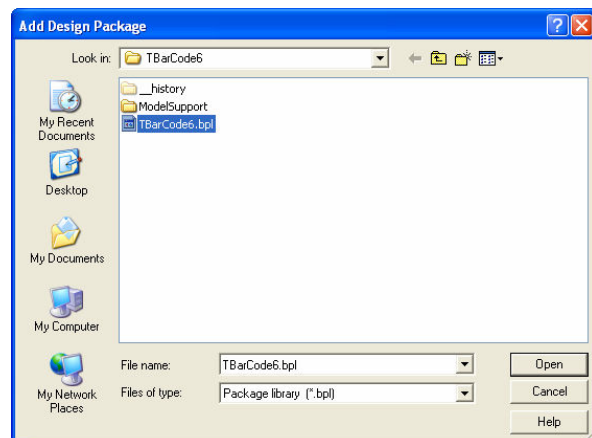 Add Design Package
Look in:
TBarCode6
__history
ModelSupport
TBarCode6.bpl
My Recent
Documents
Desktop
My Documents
My Computer
My Network
Places
File name:
TBarCode6.bpl
Open
Files of type:
Package library (*.bpl)
Cancel
Help